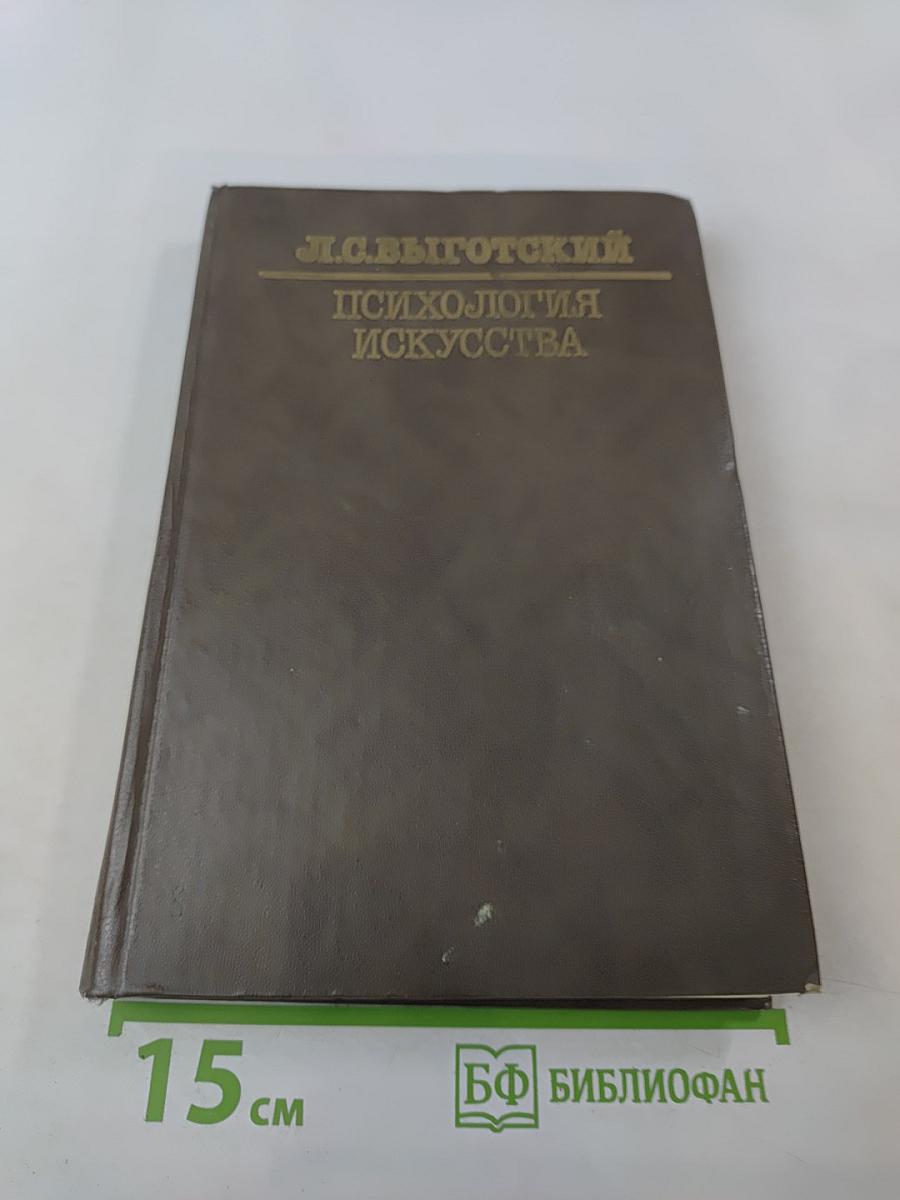 Л.С.ВЫГОТСКИЙ
ПСИХОЛОГИЯ
ИСКУССТВА
15 см
БФ БИБЛИОФАН